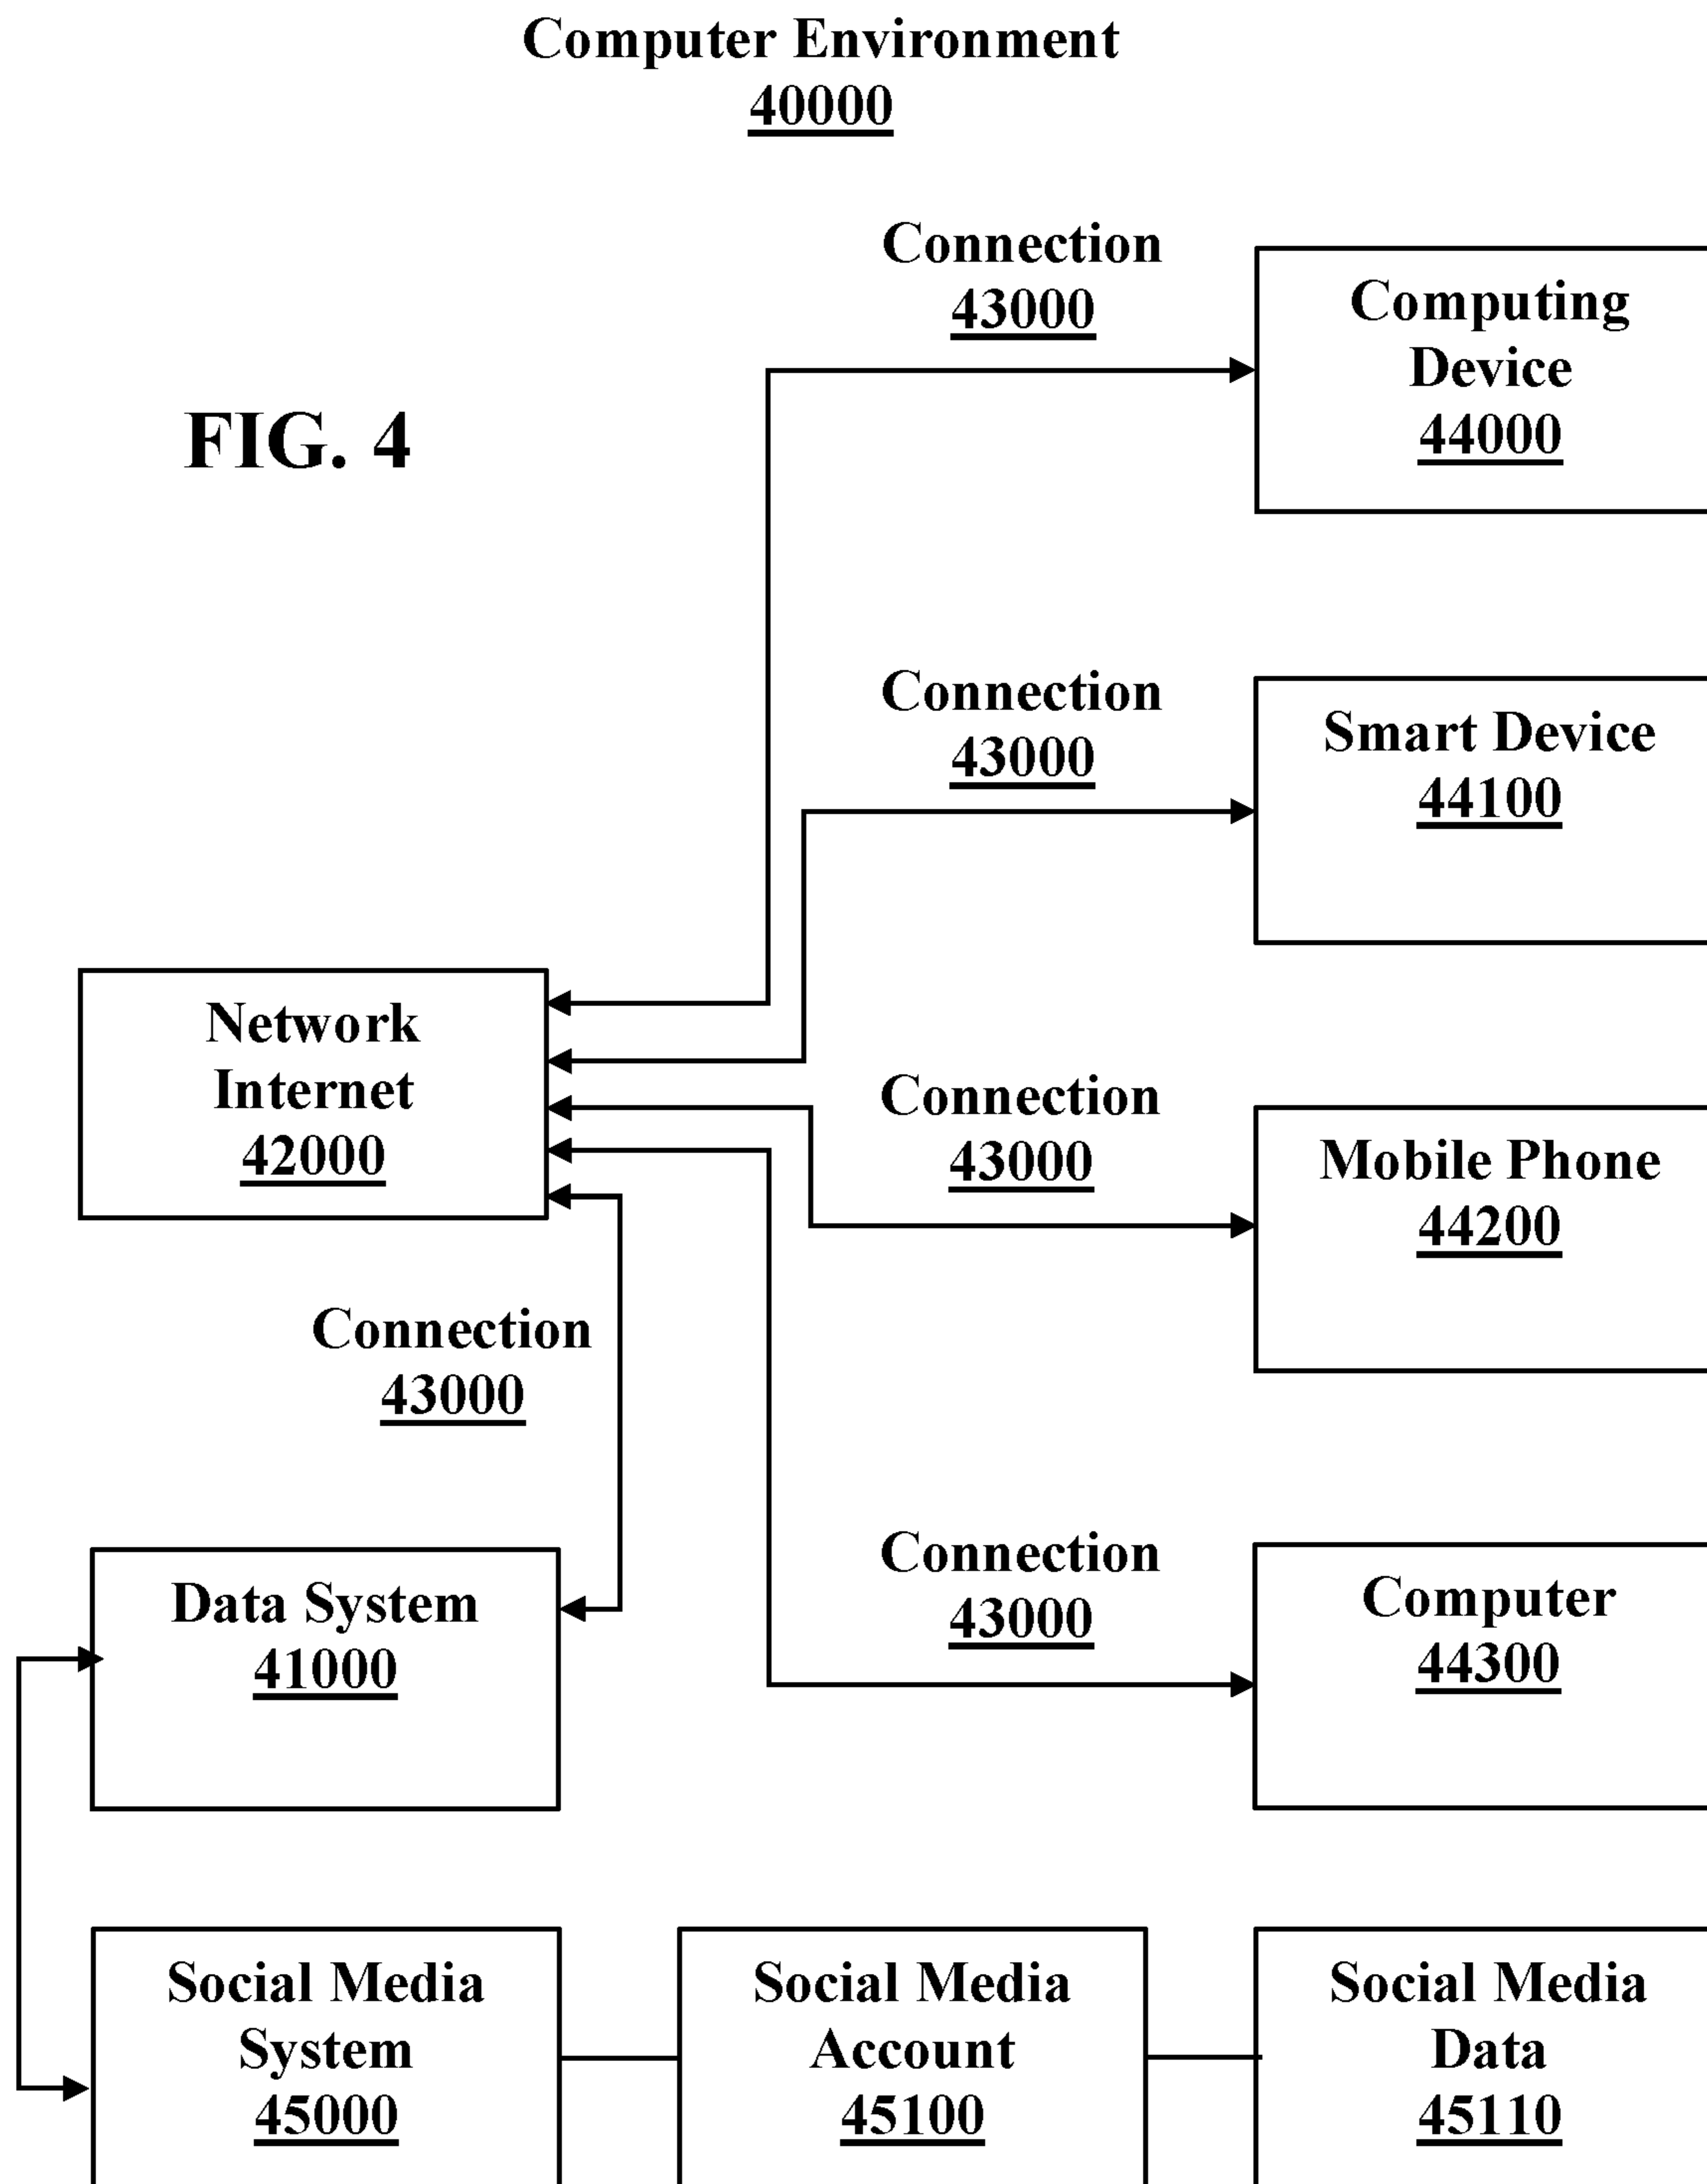 Computer Environment
40000
FIG. 4
Connection
43000
Computing
Device
44000
Connection
43000
Smart Device
44100
Network
Internet
42000
Connection
43000
Mobile Phone
44200
Connection
43000
Data System
41000
Connection
43000
Computer
44300
Social Media
System
45000
Social Media
Account
45100
Social Media
Data
45110